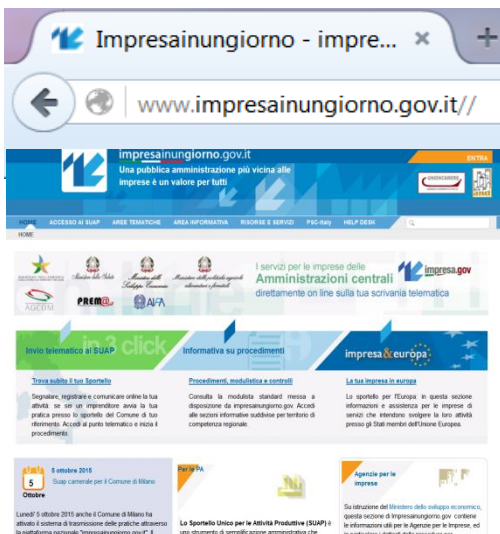 Impresainungiorno - impre...
www.impresainungiorno.gov.it//
impresainungiorno.gov.it
Una pubblica amministrazione più vicina alle
imprese è un valore per tutti
ENTRA
UNIONCAMERE
HOME ACCESSO AI SUAP AREE TEMATICHE AREA INFORMATIVA RISORSE E SERVIZI PSC-Italy HELP DESK
HOME
I servizi per le imprese delle
Amministrazioni centrali
direttamente on line sulla tua scrivania telematica
impresa.gov
Ministero della Salute
AGCOM
PREM@
AIFA
in 3 click
Invio telematico ai SUAP
Informativa su procedimenti
impresa&europa
Trova subito il tuo Sportello
Segnalare, registrare e comunicare online la tua
attività: se sei un imprenditore avvia la tua
pratica presso lo sportello del Comune di tuo
riferimento. Accedi al punto telematico e inizia il
procedimento.
Procedimenti, modulistica e controlli
Consulta la modulistica standard messa a
disposizione da impresainungiorno.gov. Accedi
alle sezioni informative suddivise per territorio di
competenza regionale.
La tua impresa in europa
Lo sportello per l'Europa: in questa sezione
informazioni e assistenza per le imprese di
servizi che intendono svolgere la loro attività
presso gli Stati membri dell'Unione Europea.
5
Ottobre
5 ottobre 2015
Suap camerale per il Comune di Milano
Lunedi' 5 ottobre 2015 anche il Comune di Milano ha
attivato il sistema di trasmissione delle pratiche attraverso
la piattaforma nazionale "impresainungiorno.gov.it". Il
Per le PA
Lo Sportello Unico per le Attività Produttive (SUAP) è
uno strumento di semplificazione amministrativa che
Agenzie per le
imprese
Su istruzione del Ministero dello sviluppo economico,
questa sezione di Impresainungiorno.gov contiene
le informazioni utili per le Agenzie per le Imprese, ed